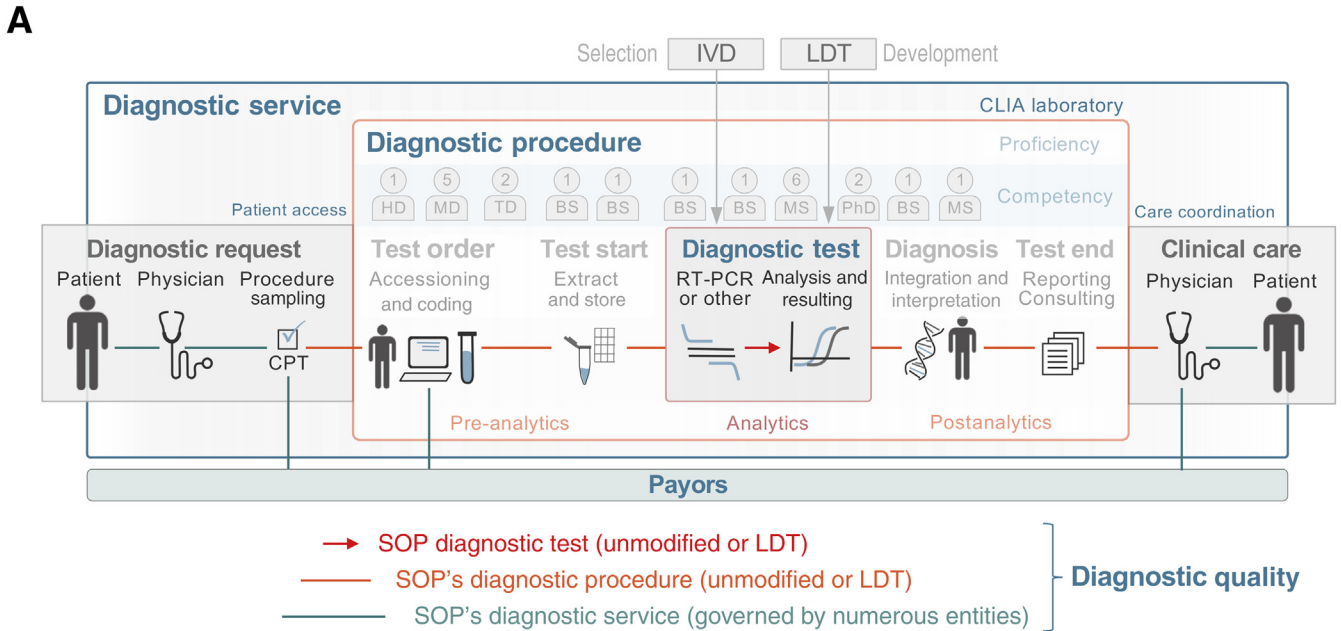 A
Selection IVD LDT Development
Diagnostic service
CLIA laboratory
Diagnostic procedure
Proficiency
1 5 2 1 1 1 1 6 2 1 1
HD MD TD BS BS BS BS MS PhD BS MS
Competency
Patient access
Care coordination
Diagnostic request
Patient Physician Procedure
sampling
CPT
Test order
Accessioning
and coding
Test start
Extract
and store
Diagnostic test
RT-PCR
or other
Analysis and
resulting
Diagnosis
Integration and
interpretation
Test end
Reporting
Consulting
Clinical care
Physician Patient
Pre-analytics
Analytics
Postanalytics
Payors
SOP diagnostic test (unmodified or LDT)
SOP's diagnostic procedure (unmodified or LDT)
SOP's diagnostic service (governed by numerous entities)
Diagnostic quality